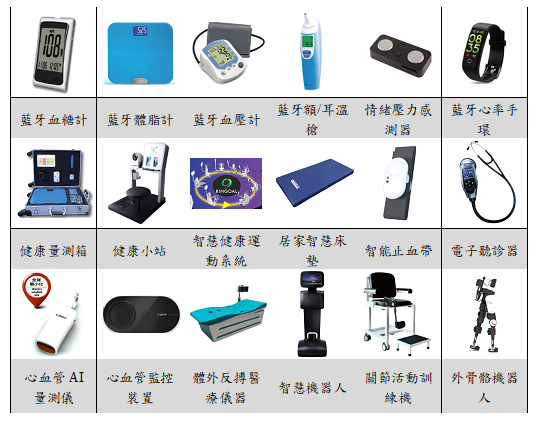 108
藍牙血糖計
藍牙體脂計
藍牙血壓計
藍牙額/耳溫
槍
情緒壓力感
測器
藍牙心率手
環
RINGCAL
健康量測箱
健康小站
智慧健康運
動系統
居家智慧床
墊
智能止血帶
電子聽診器
心血管 AI
量測儀
心血管監控
裝置
體外反搏醫
療儀器
智慧機器人
關節活動訓
練機
外骨骼機器
人